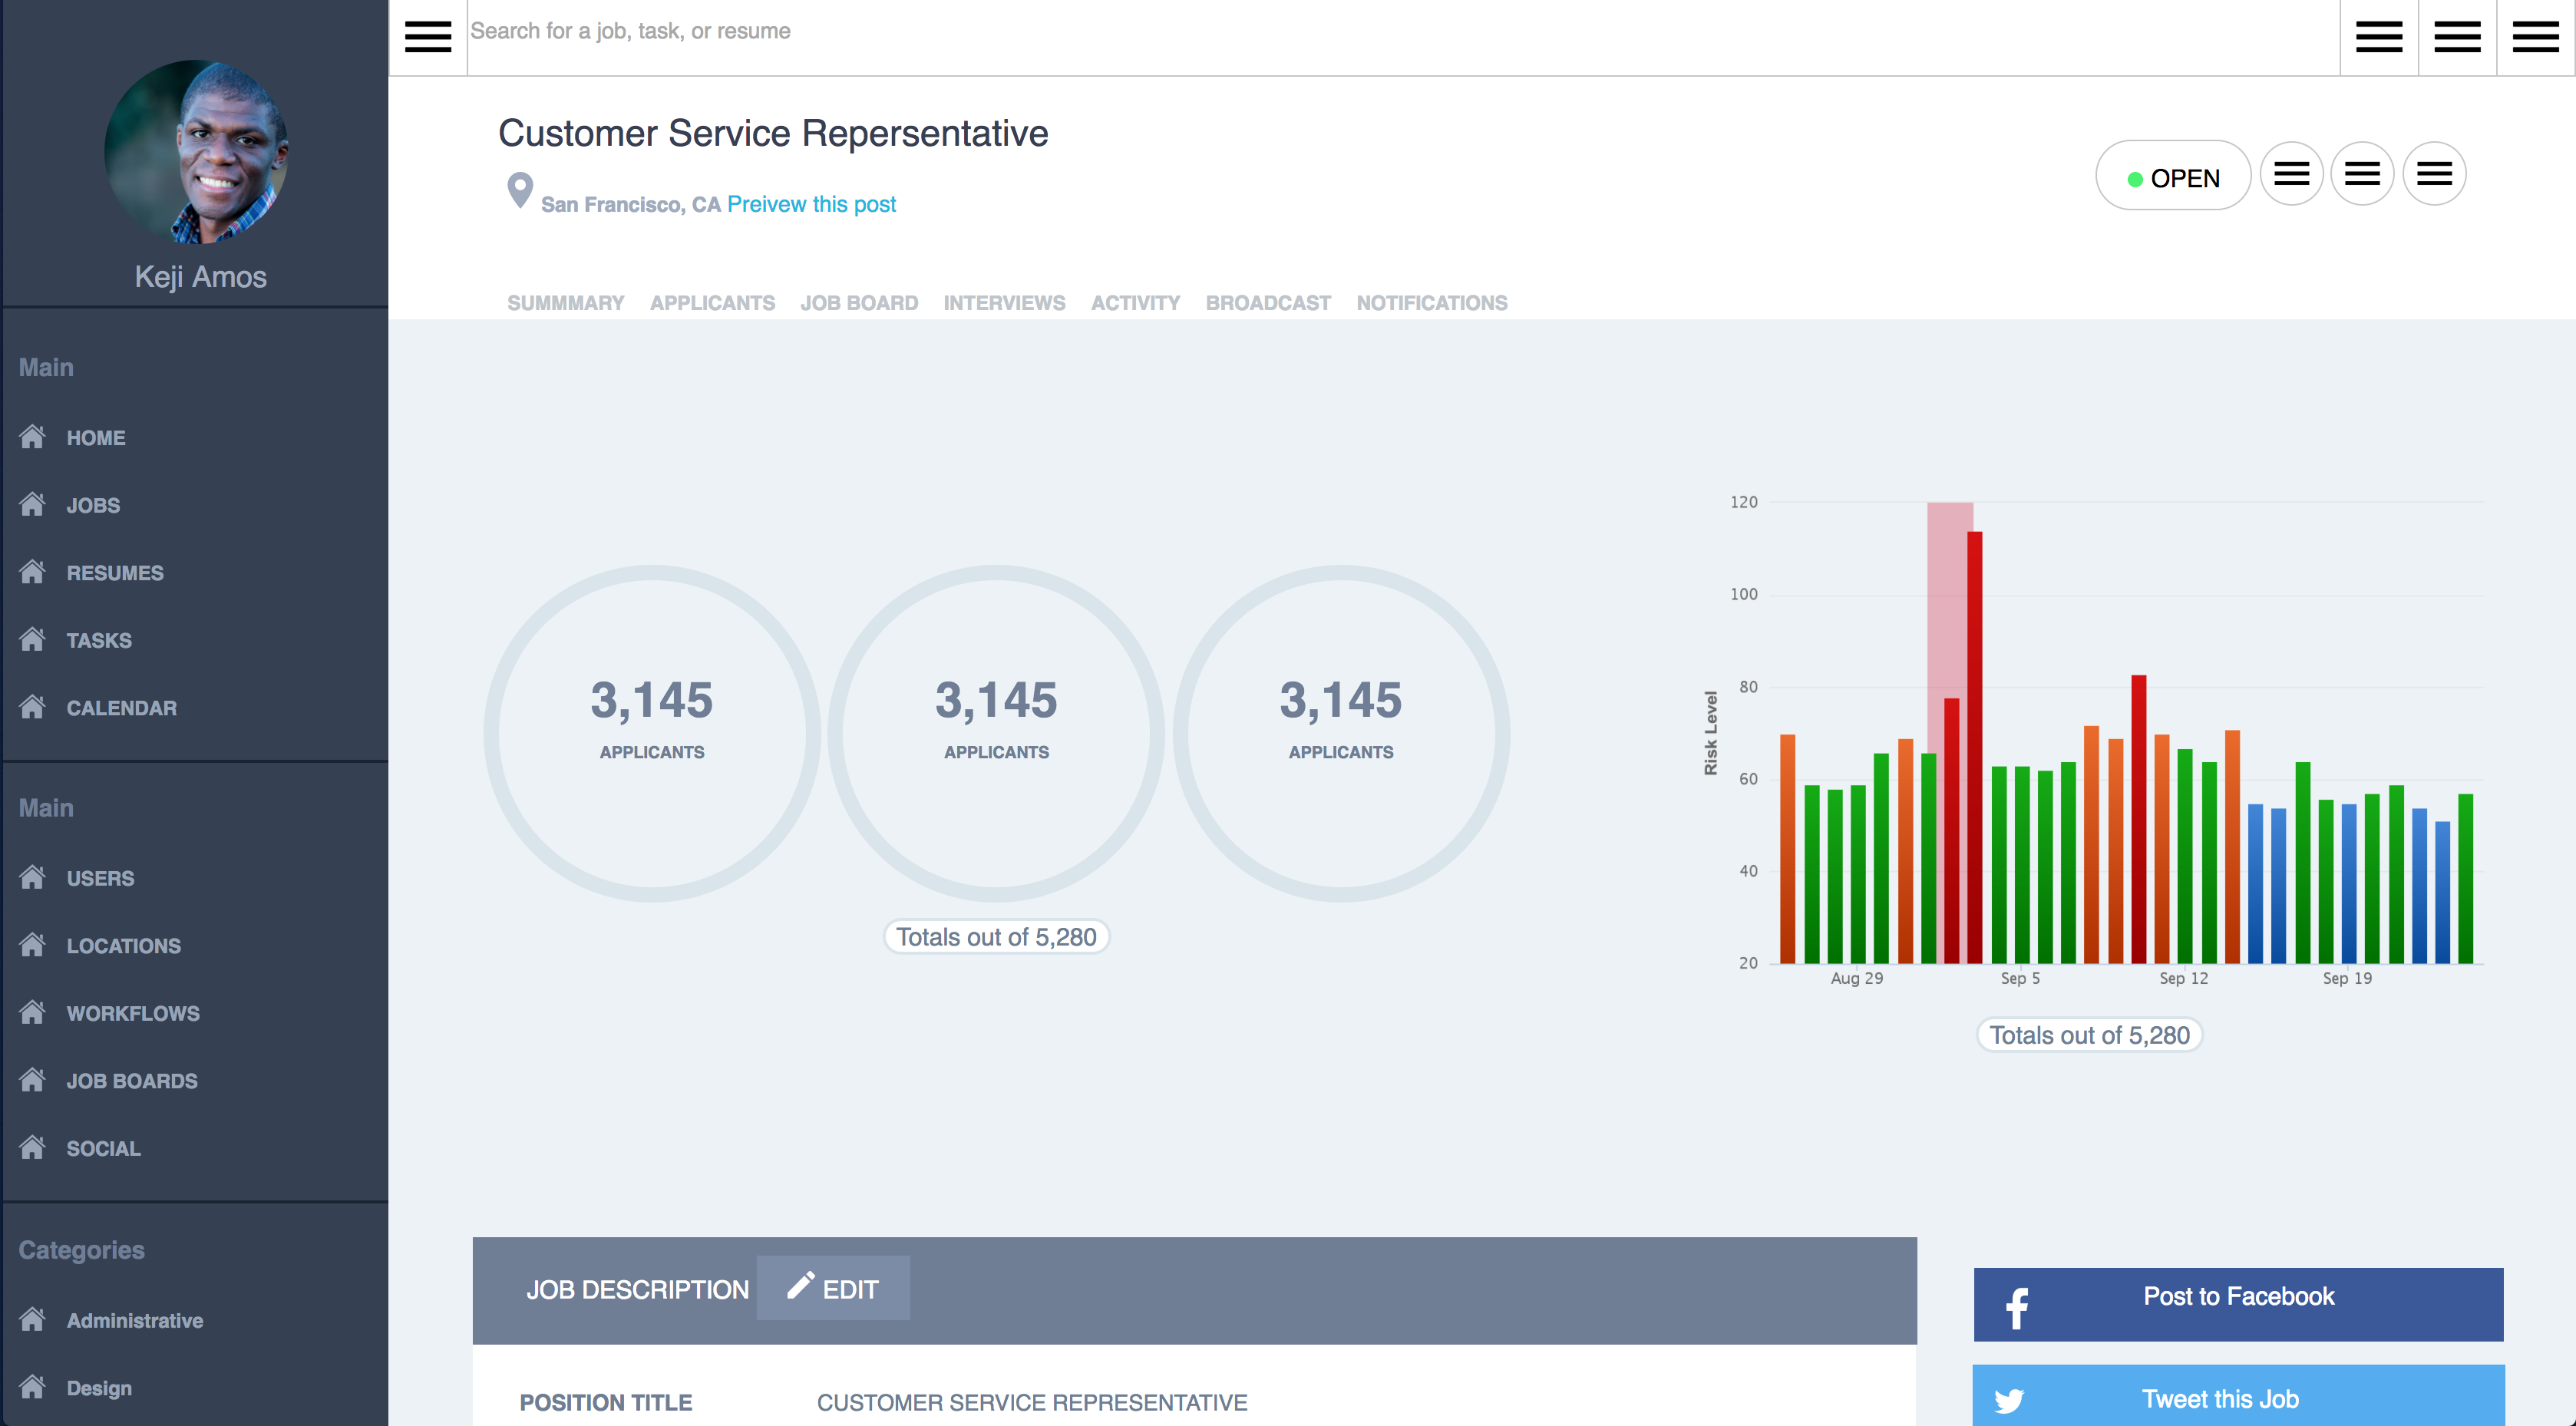 Search for a job, task, or resume
Keji Amos
Main
HOME
JOBS
RESUMES
TASKS
CALENDAR
Main
USERS
LOCATIONS
WORKFLOWS
JOB BOARDS
SOCIAL
Categories
Administrative
Design
Customer Service Repersentative
San Francisco, CA Preivew this post
OPEN
SUMMMARY APPLICANTS JOB BOARD INTERVIEWS ACTIVITY BROADCAST NOTIFICATIONS
3,145
APPLICANTS
3,145
APPLICANTS
3,145
APPLICANTS
Totals out of 5,280
Risk Level
120
100
80
60
40
20
Aug 29 Sep 5 Sep 12 Sep 19
Totals out of 5,280
JOB DESCRIPTION EDIT
POSITION TITLE CUSTOMER SERVICE REPRESENTATIVE
Post to Facebook
Tweet this Job